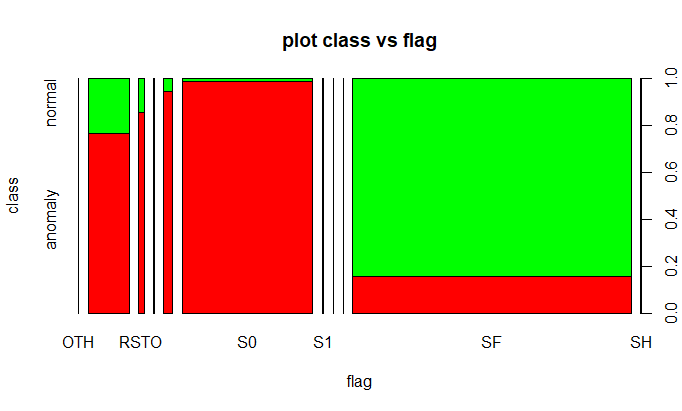 plot class vs flag
class
normal
anomaly
1.0
0.8
0.6
0.4
0.2
0.0
OTH
RSTO
S0
S1
SF
SH
flag